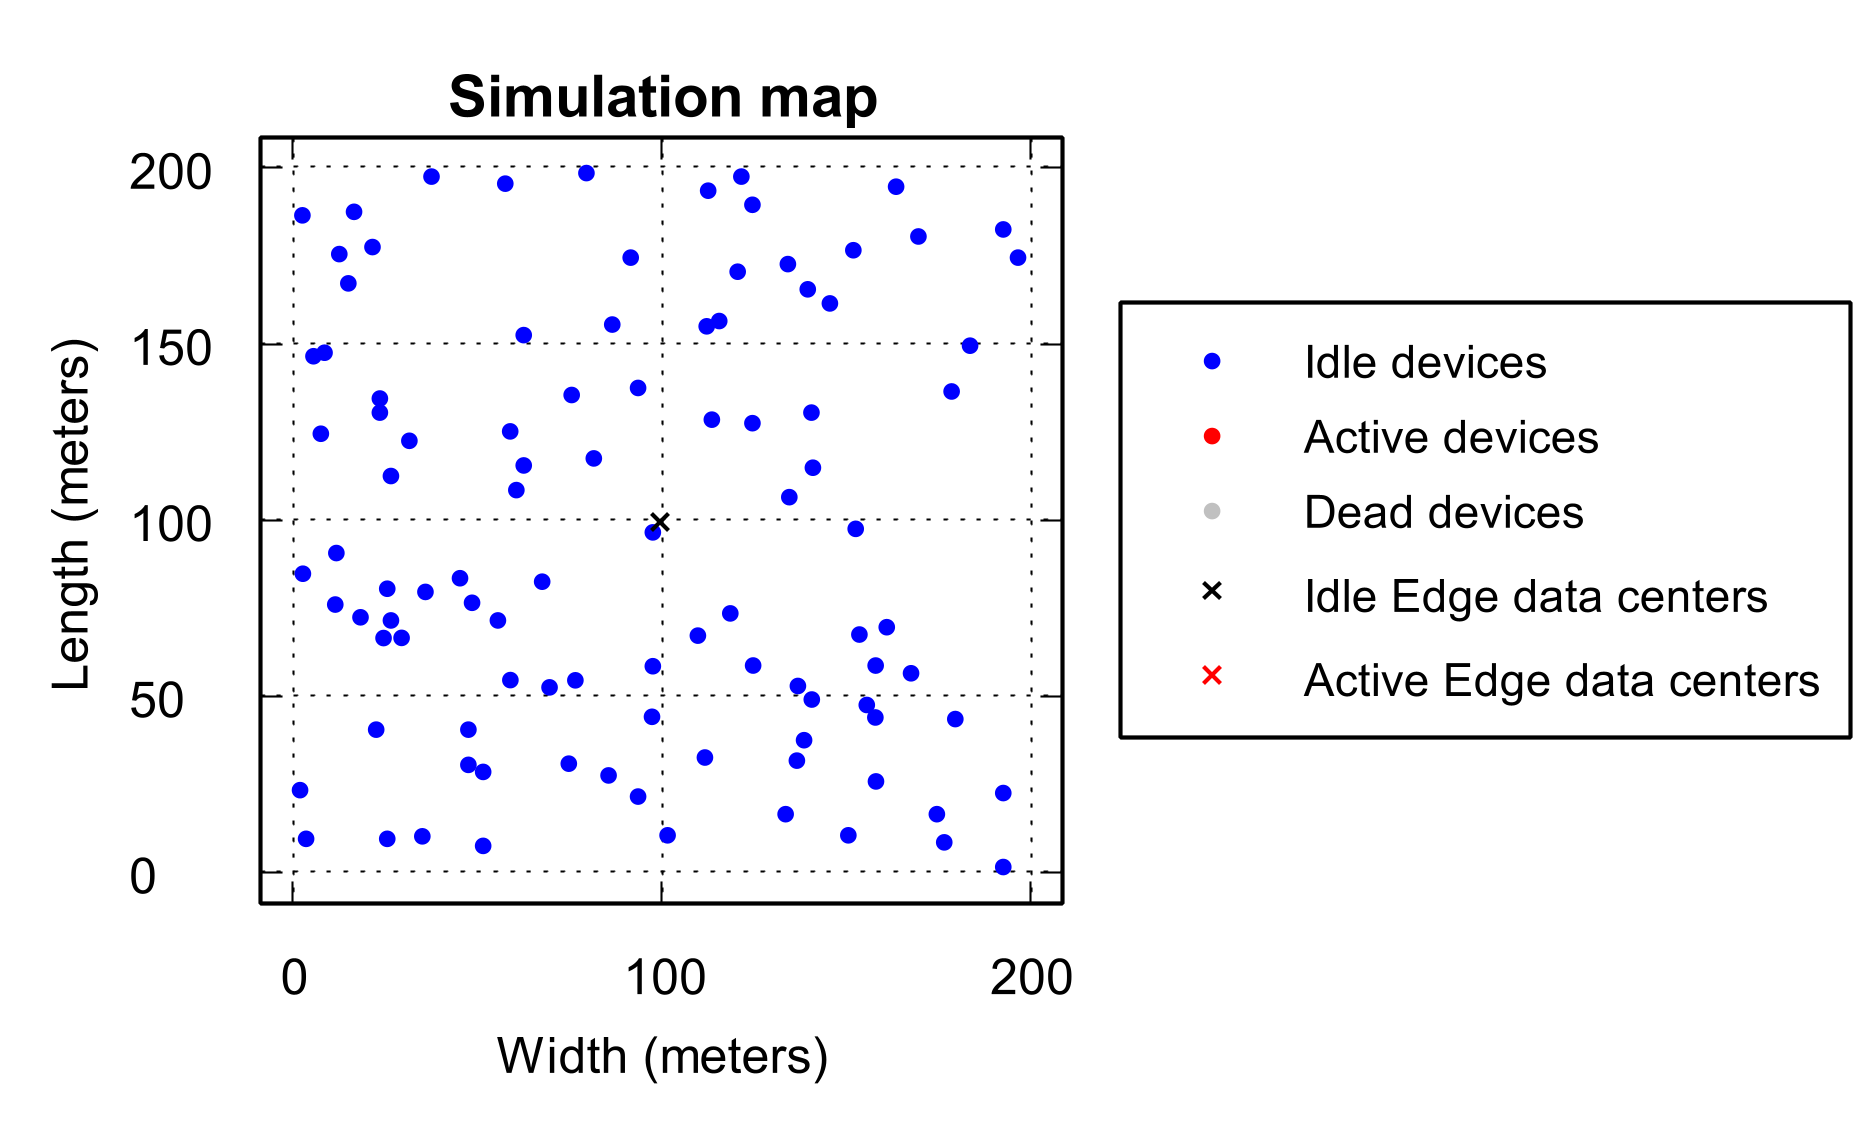 Simulation map
200
150
100
50
0
Length (meters)
0 100 200
Width (meters)
Idle devices
Active devices
Dead devices
Idle Edge data centers
Active Edge data centers